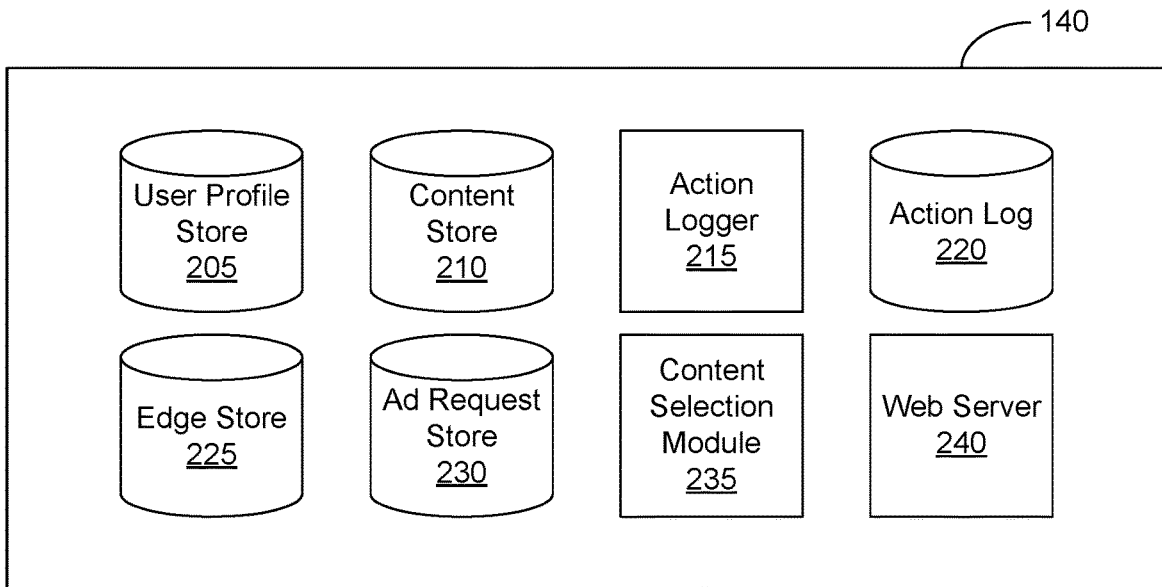 140
User Profile
Store
205
Content
Store
210
Action
Logger
215
Action Log
220
Edge Store
225
Ad Request
Store
230
Content
Selection
Module
235
Web Server
240